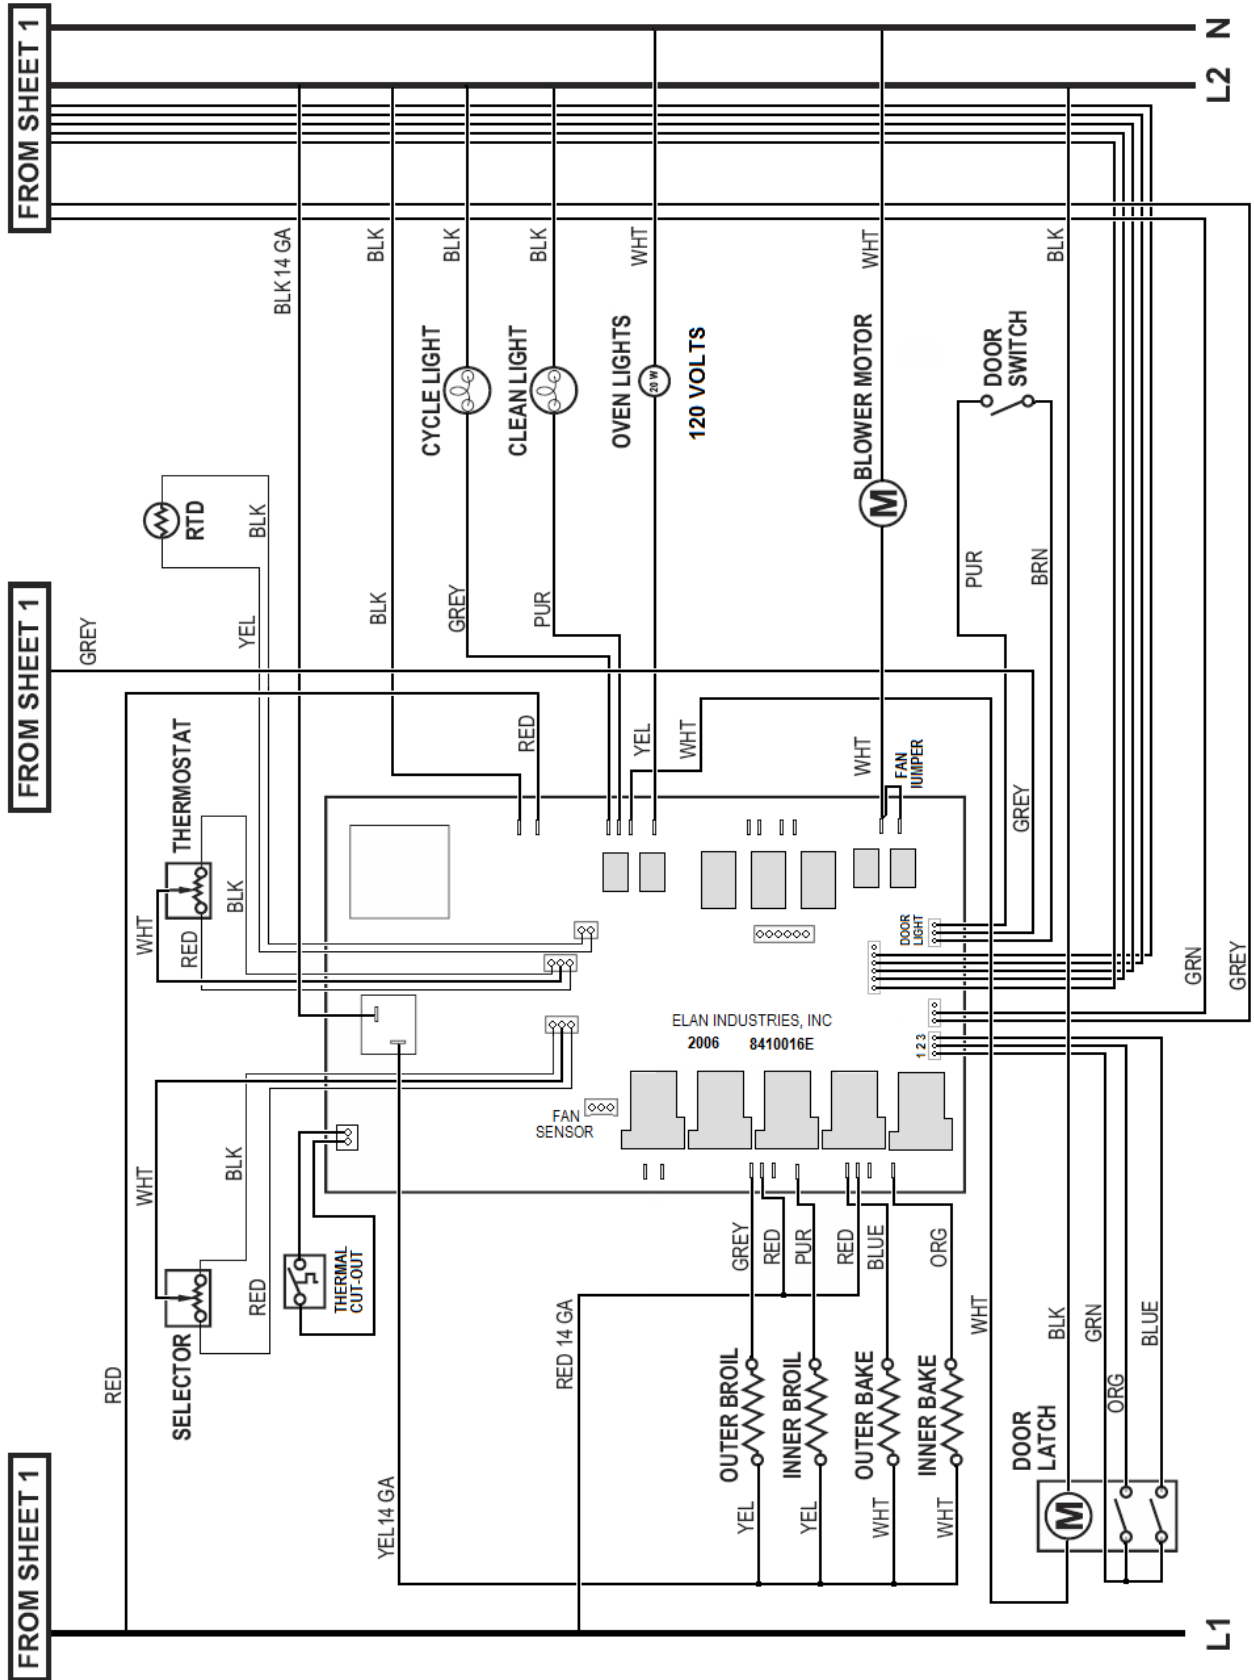 FROM SHEET 1
FROM SHEET 1
FROM SHEET 1
GREY
RED
WHT
WHT
SELECTOR
THERMOSTAT
RED
RTD
BLK
BLK
YEL
RED
BLK
BLK14 GA
THERMAL
CUT-OUT
YEL14 GA
BLK
BLK
CYCLE LIGHT
GREY
BLK
CLEAN LIGHT
PUR
BLK
RED
RED 14 GA
FAN
SENSOR
OVEN LIGHTS
WHT
YEL
WHT
120 VOLTS
20 W
ELAN INDUSTRIES, INC
2006 8410016E
OUTER BROIL
GREY
YEL
RED
INNER BROIL
PUR
YEL
RED
OUTER BAKE
BLUE
WHT
WHT
BLOWER MOTOR
WHT
M
FAN
IUMPER
DOOR
LIGHT
1 2 3
INNER BAKE
ORG
WHT
WHT
PUR
DOOR
SWITCH
GREY
BRN
DOOR
LATCH
BLK
BLK
M
GRN
ORG
BLUE
GRN
GREY
L1
L2
N